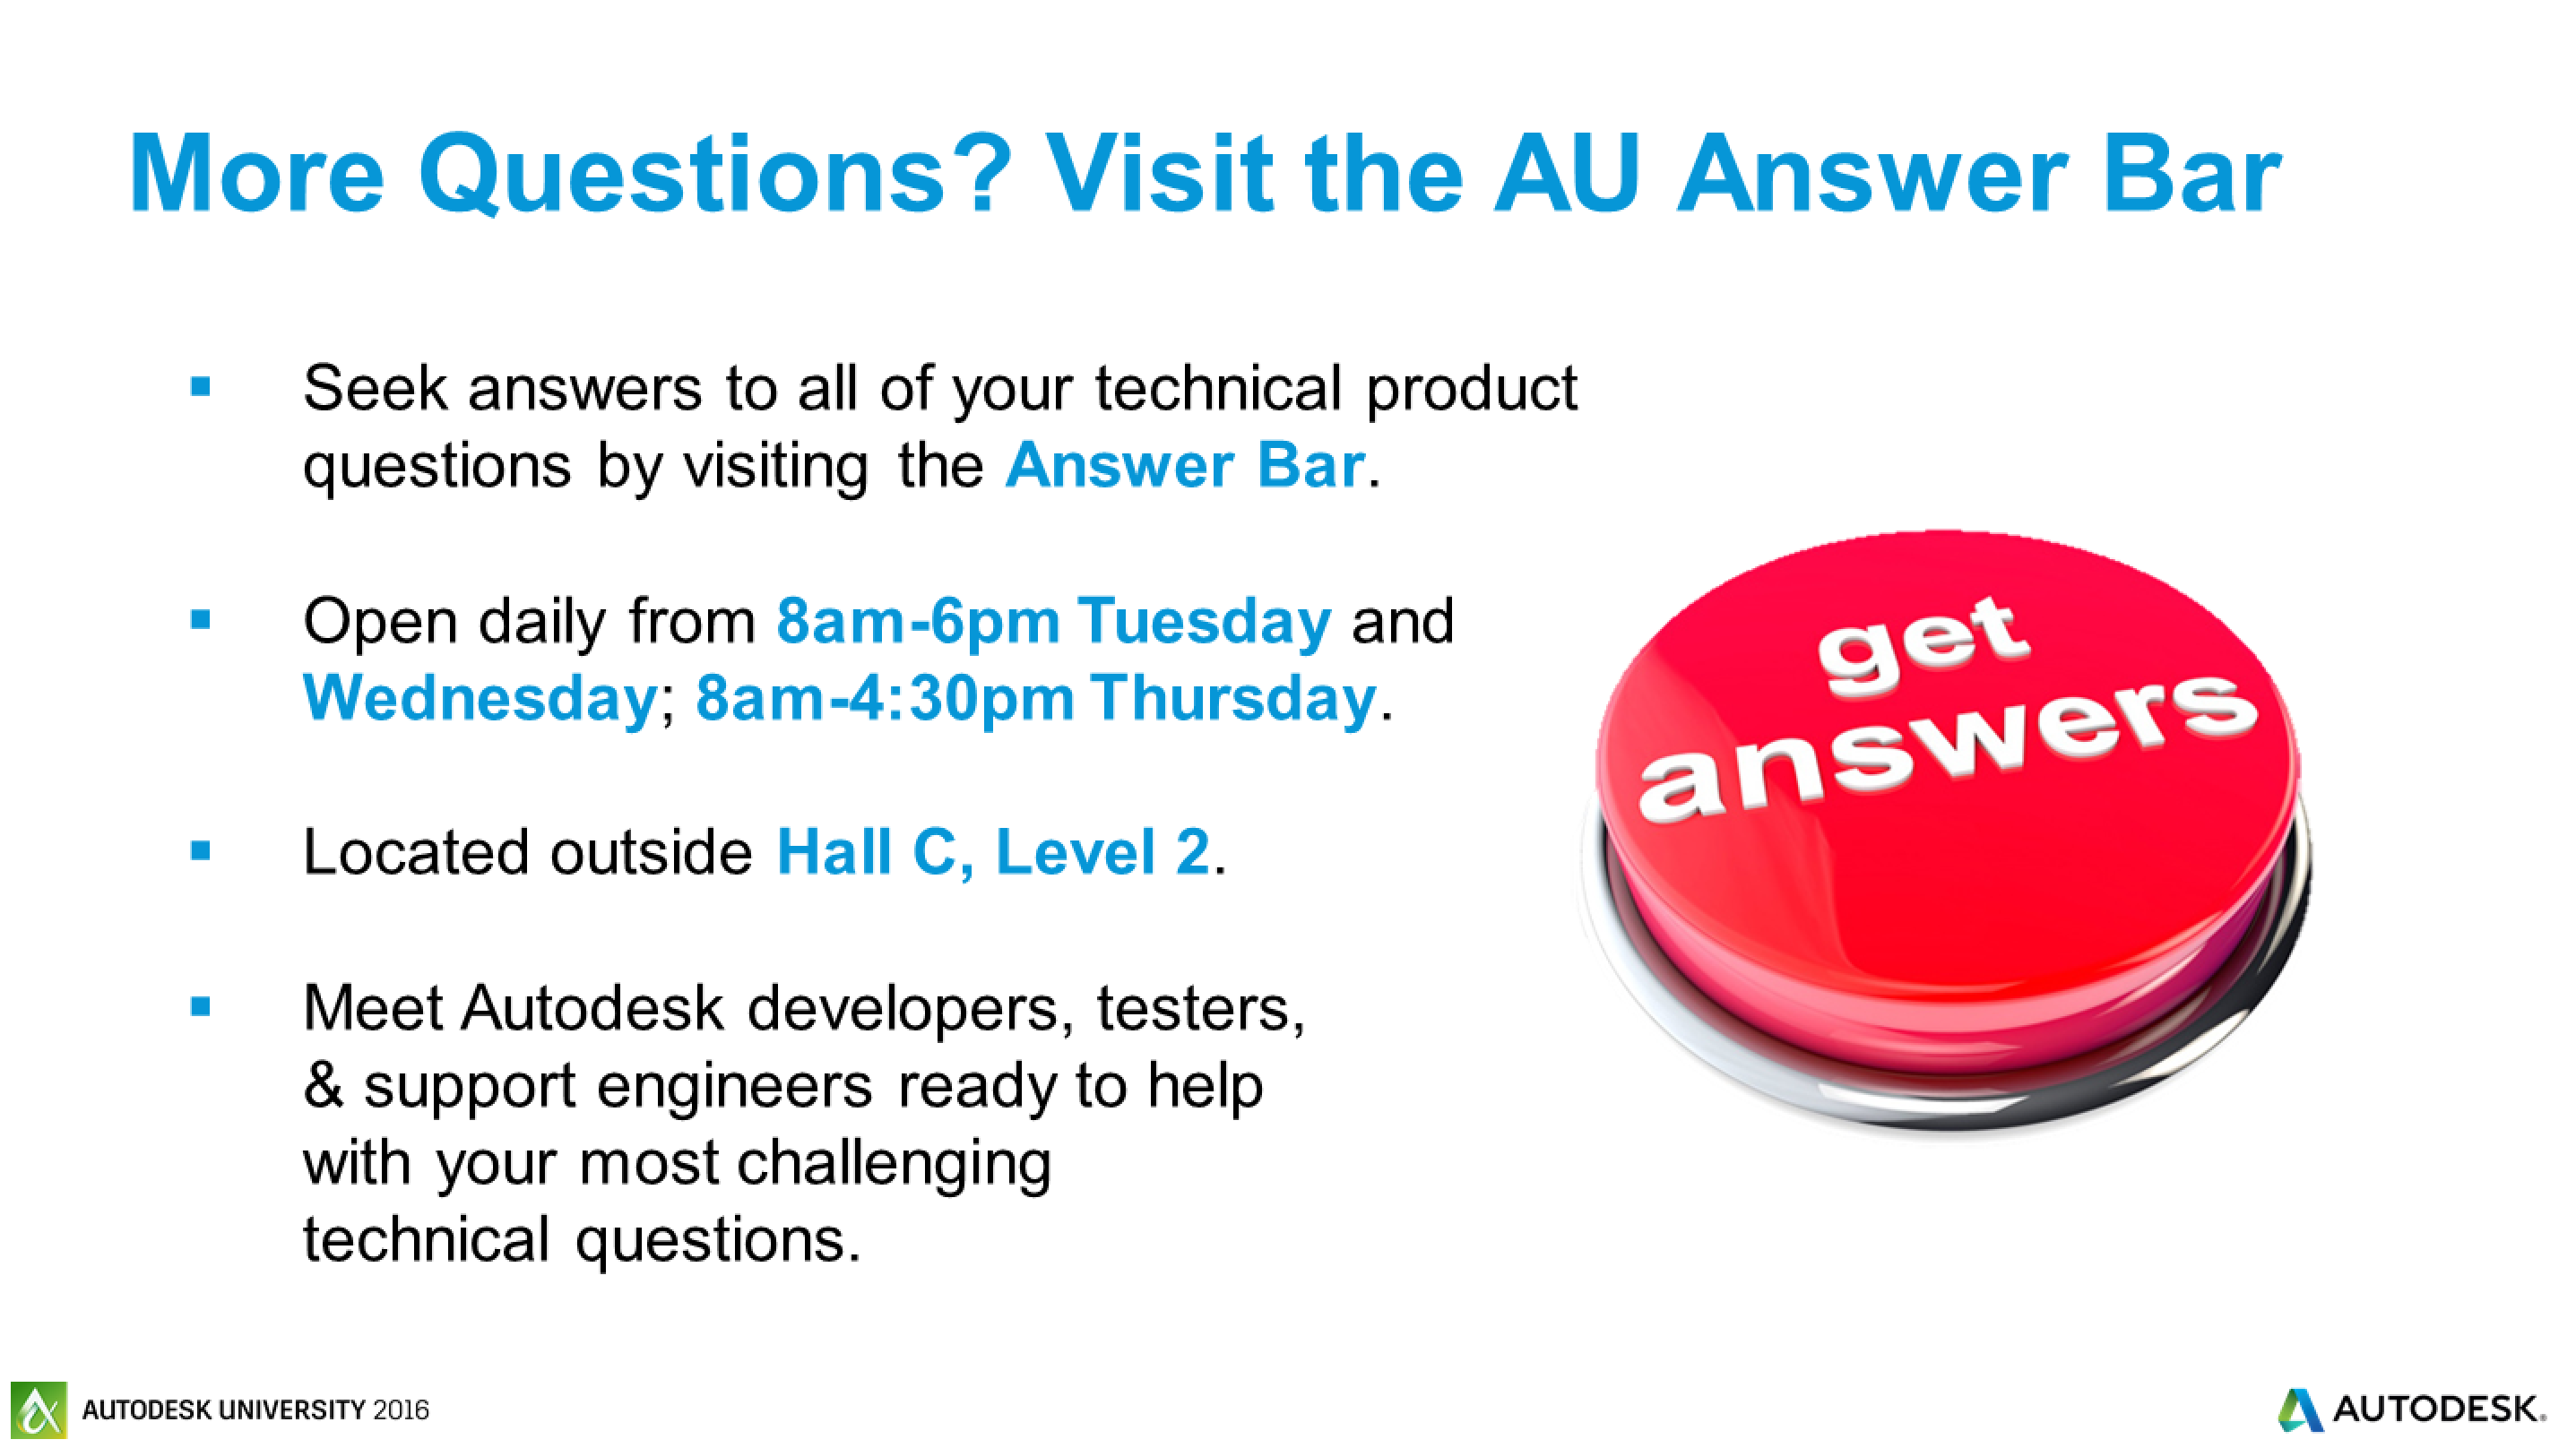 More Questions? Visit the AU Answer Bar
▪ Seek answers to all of your technical product
questions by visiting the Answer Bar.
▪ Open daily from 8am-6pm Tuesday and
Wednesday; 8am-4:30pm Thursday.
▪ Located outside Hall C, Level 2.
▪ Meet Autodesk developers, testers,
& support engineers ready to help
with your most challenging
technical questions.
get
answers
AUTODESK UNIVERSITY 2016
AUTODESK.